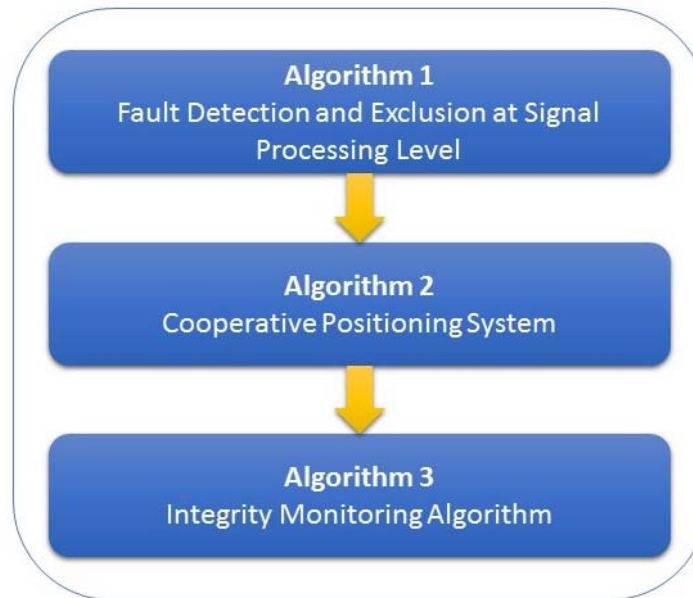 Algorithm 1
Fault Detection and Exclusion at Signal
Processing Level
Algorithm 2
Cooperative Positioning System
Algorithm 3
Integrity Monitoring Algorithm